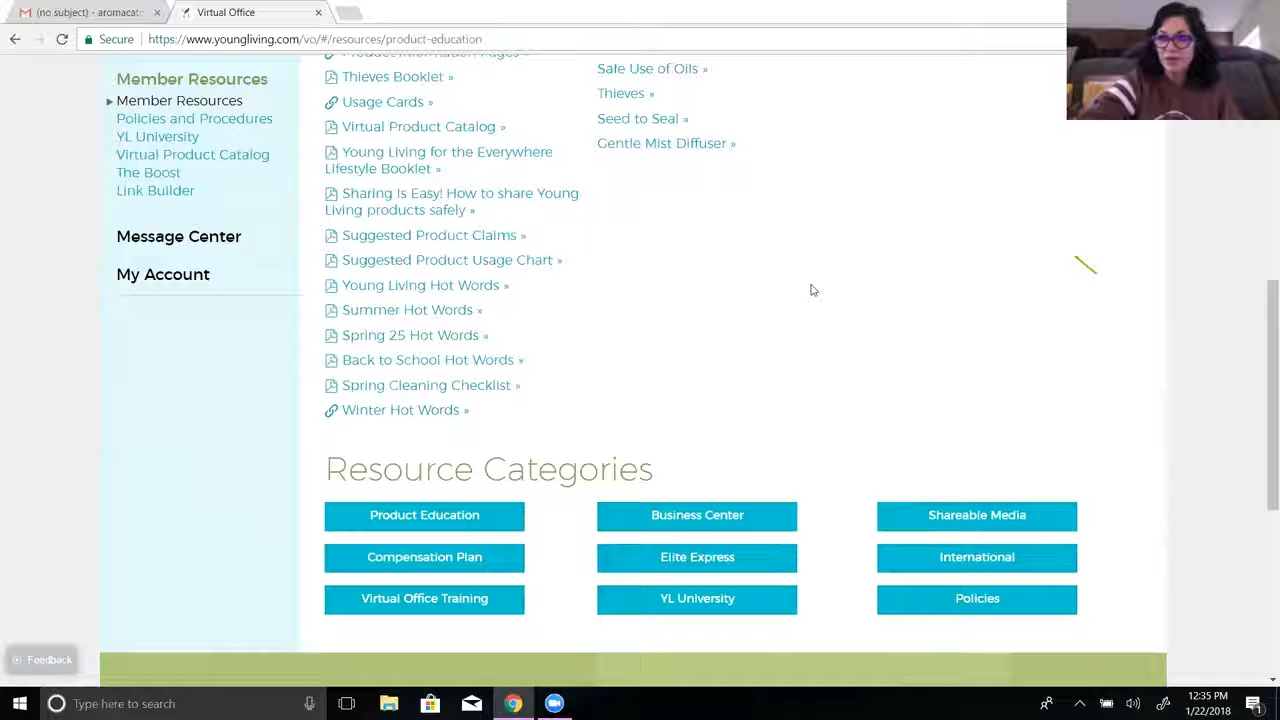 (no subject) - aromacat
Virtual Office
Secure
https://www.youngliving.com/vo/#/resources/product-education
Member Resources
Member Resources
Policies and Procedures
YL University
Virtual Product Catalog
The Boost
Link Builder
Message Center
My Account
Product Information Pages »
Thieves Booklet »
Usage Cards »
Virtual Product Catalog »
Young Living for the Everywhere
Lifestyle Booklet »
Sharing Is Easy! How to share Young
Living products safely »
Suggested Product Claims »
Suggested Product Usage Chart »
Young Living Hot Words »
Summer Hot Words »
Spring 25 Hot Words »
Back to School Hot Words »
Spring Cleaning Checklist »
Winter Hot Words »
Safe Use of Oils »
Thieves »
Seed to Seal »
Gentle Mist Diffuser »
Resource Categories
Product Education
Business Center
Shareable Media
Compensation Plan
Elite Express
International
Virtual Office Training
YL University
Policies
Feedback
Type here to search
12:35 PM
1/22/2018
1